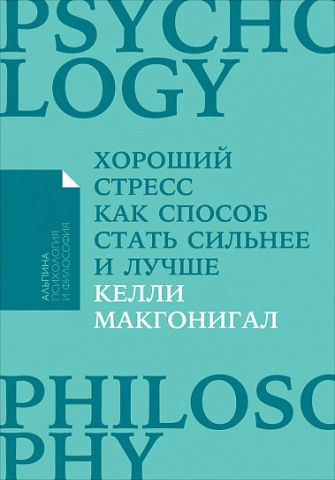 PSYCHO
LOGY
ХОРОШИЙ
СТРЕСС
КАК СПОСОБ
СТАТЬ СИЛЬНЕЕ
И ЛУЧШЕ
КЕЛЛИ
МАКГОНИГАЛ
АЛЬПИНА
ПСИХОЛОГИЯ
И ФИЛОСОФИЯ
PHILOSO
PHY